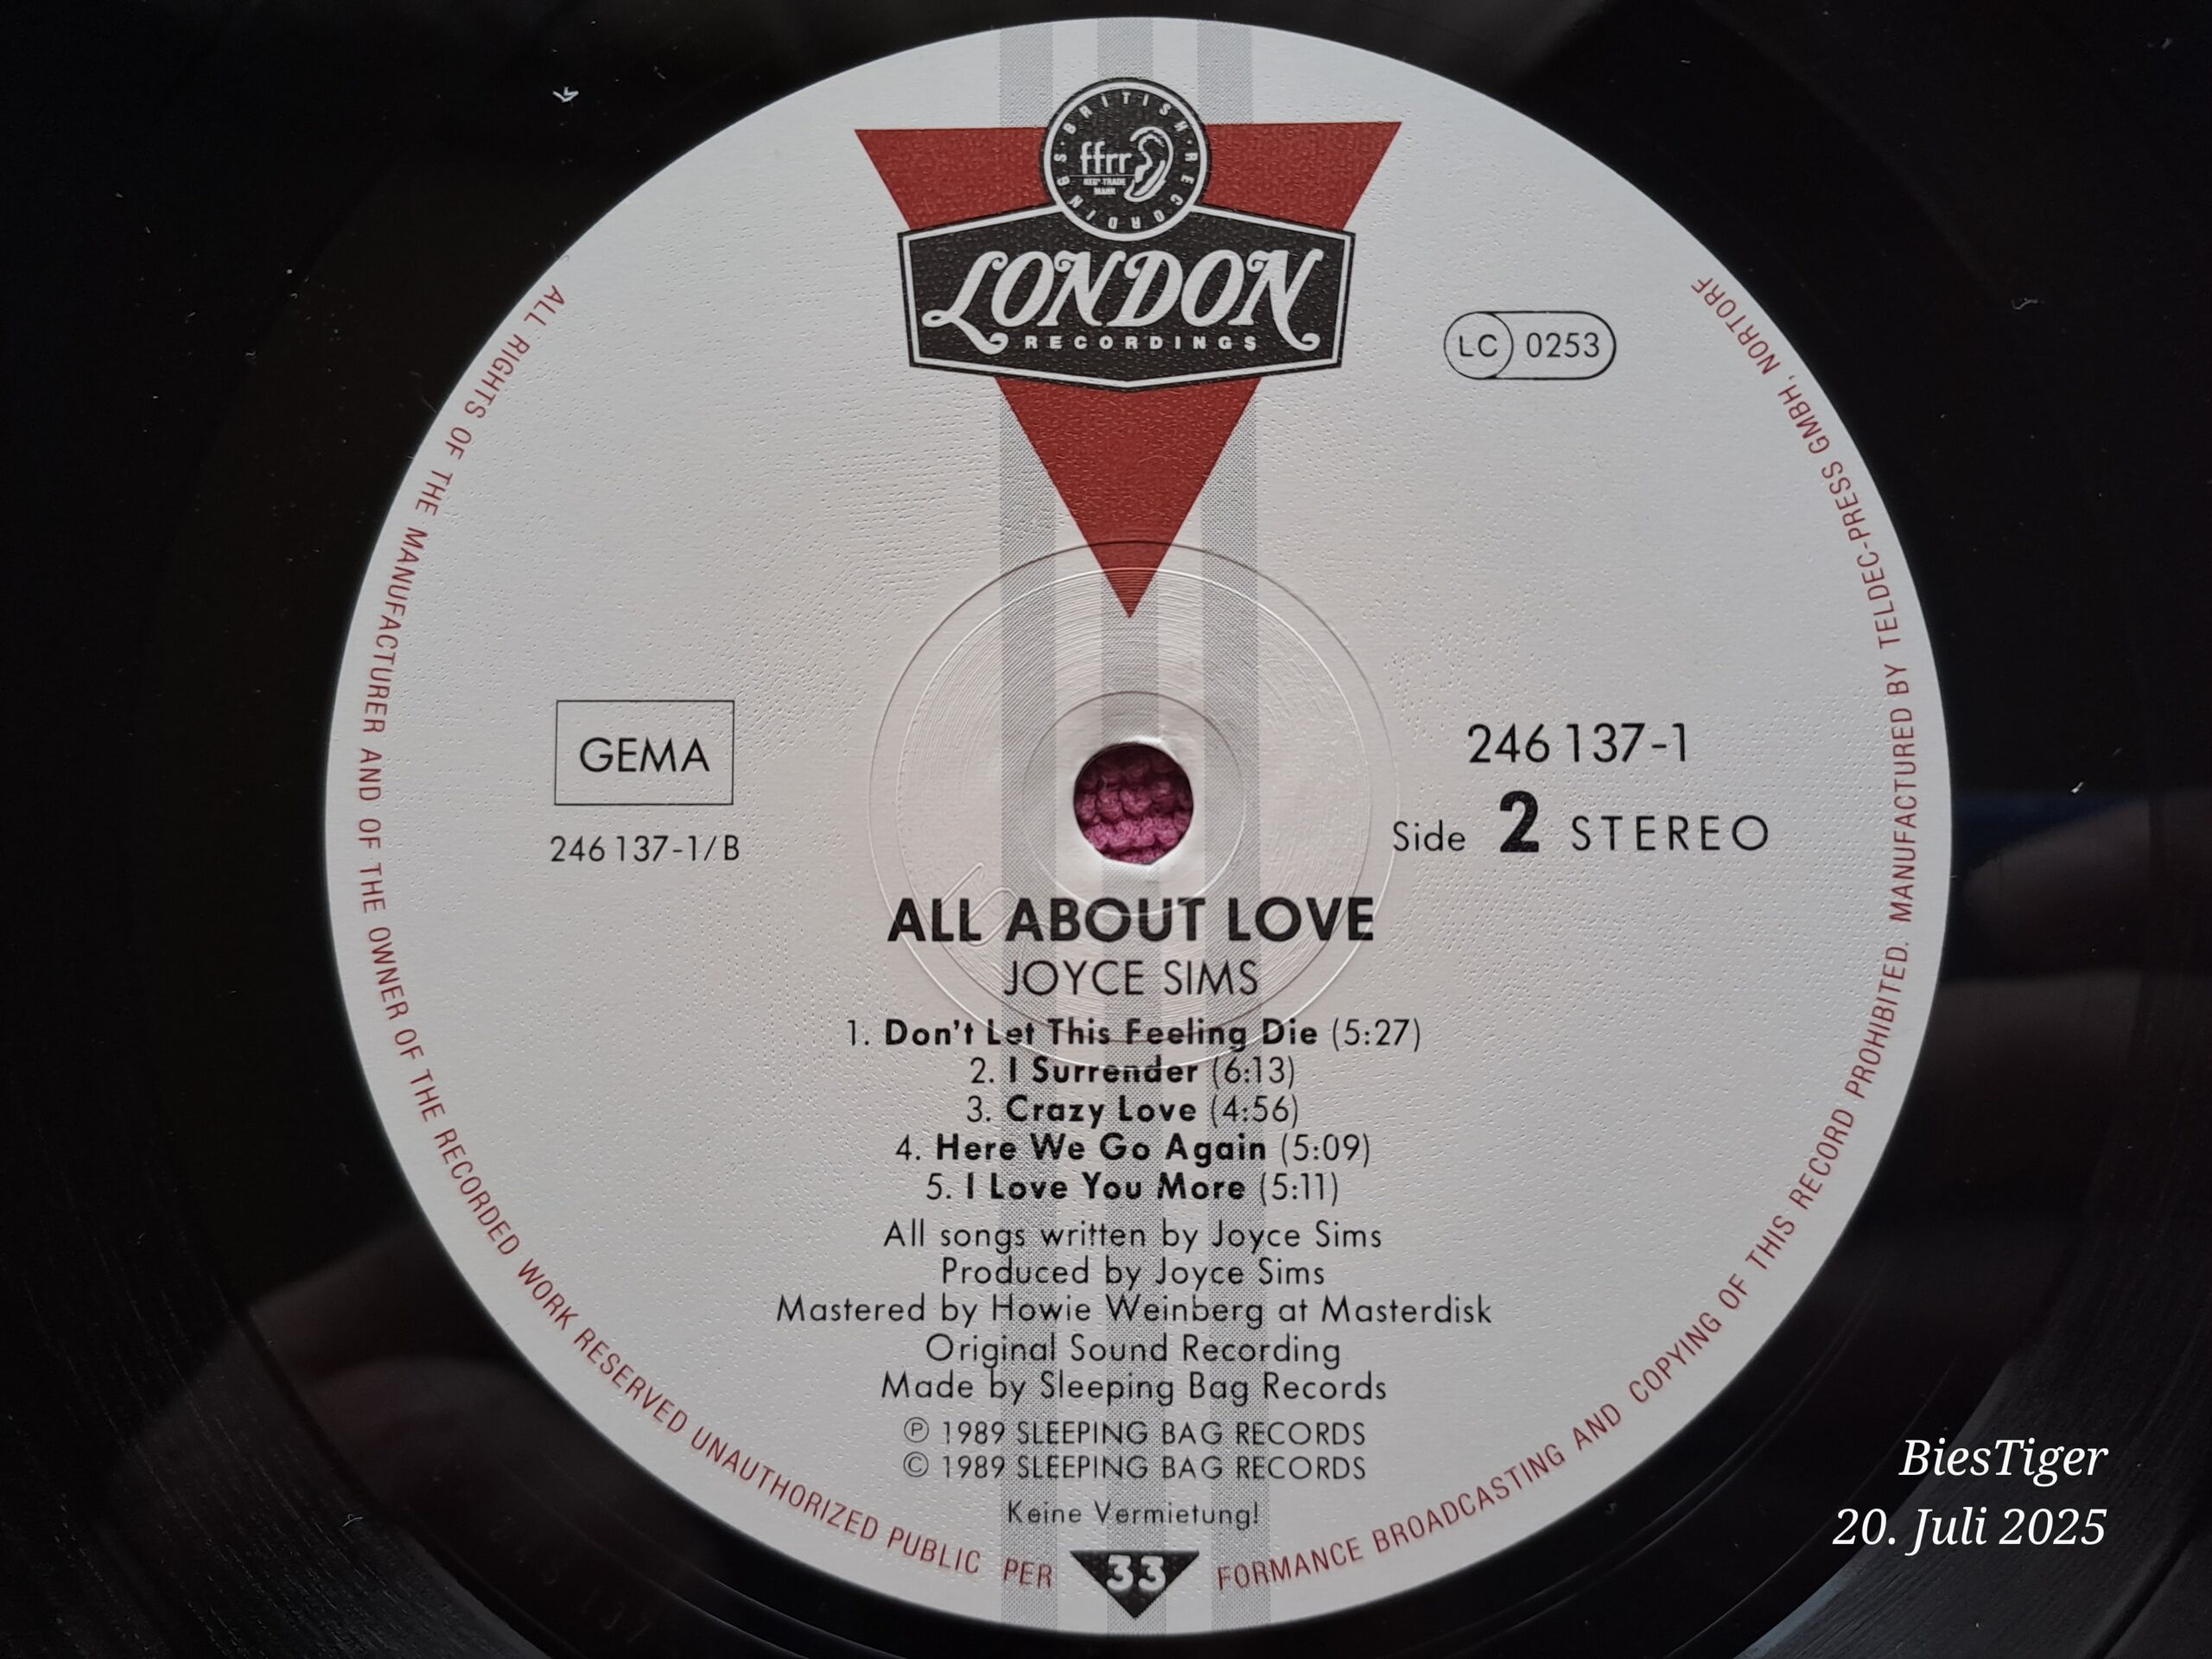 BRITISH · RECORDINGS ·
ffrr
REGD TRADE
MARK
LONDON
RECORDINGS
LC 0253
GEMA
246 137-1/B
246 137-1
Side 2 STEREO
ALL ABOUT LOVE
JOYCE SIMS
1. Don't Let This Feeling Die (5:27)
2. I Surrender (6:13)
3. Crazy Love (4:56)
4. Here We Go Again (5:09)
5. I Love You More (5:11)
All songs written by Joyce Sims
Produced by Joyce Sims
Mastered by Howie Weinberg at Masterdisk
Original Sound Recording
Made by Sleeping Bag Records
Ⓟ 1989 SLEEPING BAG RECORDS
© 1989 SLEEPING BAG RECORDS
Keine Vermietung!
33
ALL RIGHTS OF THE MANUFACTURER AND OF THE OWNER OF THE RECORDED WORK RESERVED UNAUTHORIZED PUBLIC PER FORMANCE BROADCASTING AND COPYING OF THIS RECORD PROHIBITED. MANUFACTURED BY TELDEC-PRESS GMBH, NORTORF
BiesTiger
20. Juli 2025